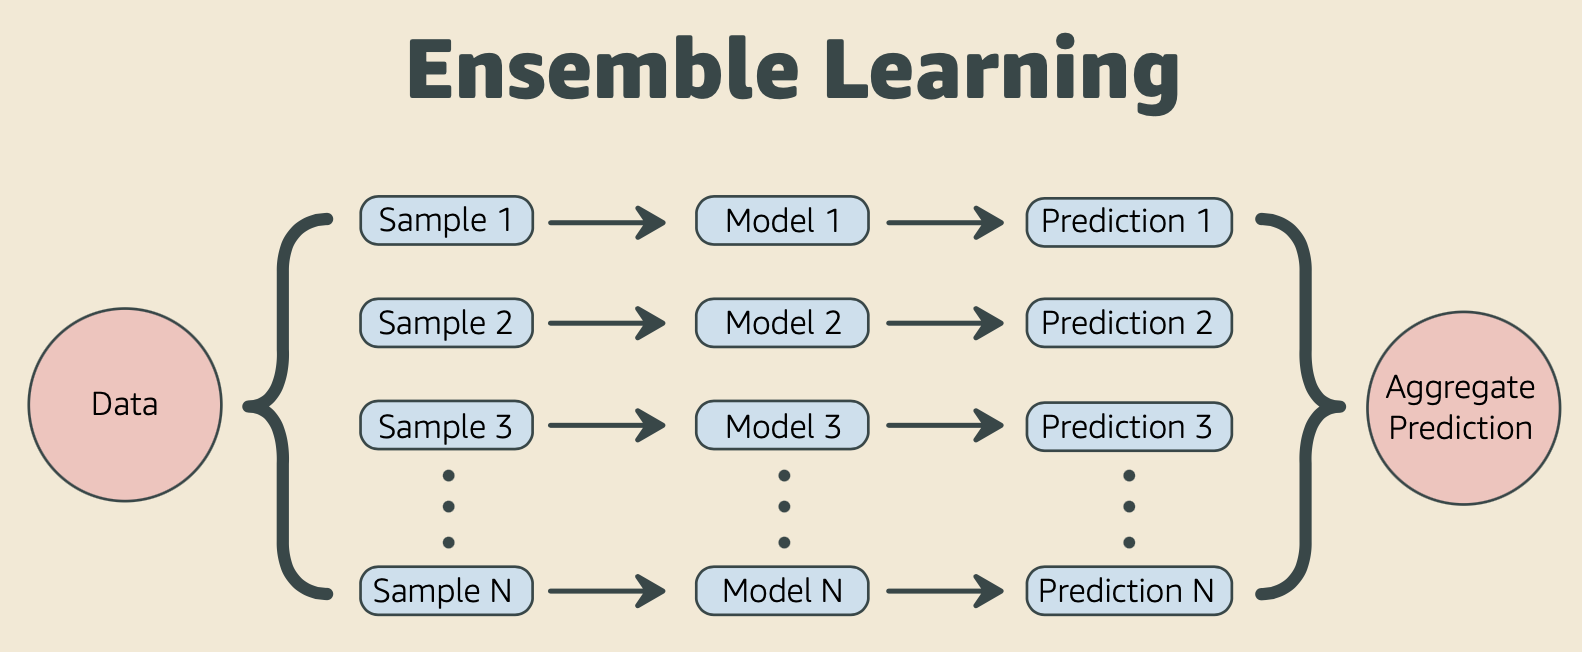 Ensemble Learning
Sample 1
Model 1
Prediction 1
Sample 2
Model 2
Prediction 2
Data
Sample 3
Model 3
Prediction 3
Aggregate
Prediction
Sample N
Model N
Prediction N